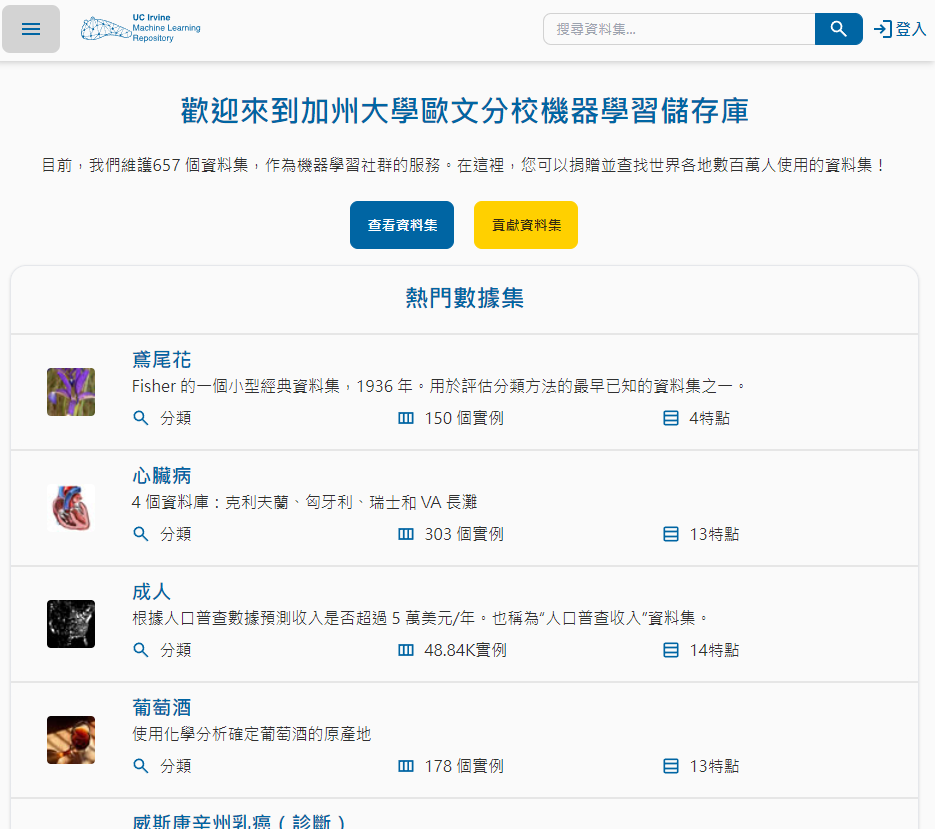 UC Irvine
Machine Learning
Repository
搜尋資料集...
登入
歡迎來到加州大學歐文分校機器學習儲存庫
目前，我們維護657 個資料集，作為機器學習社群的服務。在這裡，您可以捐贈並查找世界各地數百萬人使用的資料集！
查看資料集
貢獻資料集
熱門數據集
鳶尾花
Fisher 的一個小型經典資料集，1936 年。用於評估分類方法的最早已知的資料集之一。
分類
150 個實例
4特點
心臟病
4 個資料庫：克利夫蘭、匈牙利、瑞士和 VA 長灘
分類
303 個實例
13特點
成人
根據人口普查數據預測收入是否超過 5 萬美元/年。也稱為“人口普查收入”資料集。
分類
48.84K實例
14特點
葡萄酒
使用化學分析確定葡萄酒的原產地
分類
178 個實例
13特點
威斯康辛州乳癌（診斷）